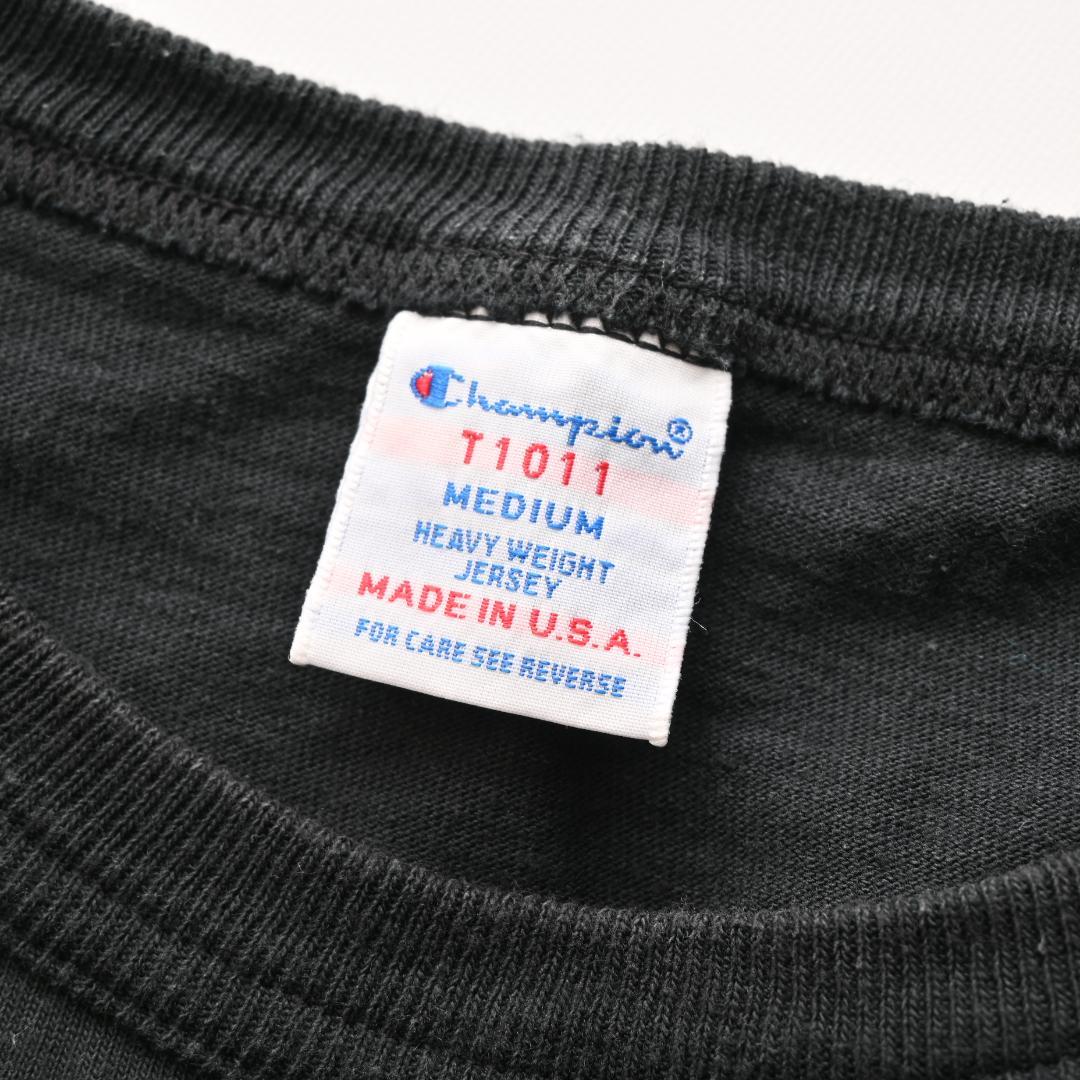 Champion®
T1011
MEDIUM
HEAVY WEIGHT
JERSEY
MADE IN U.S.A.
FOR CARE SEE REVERSE